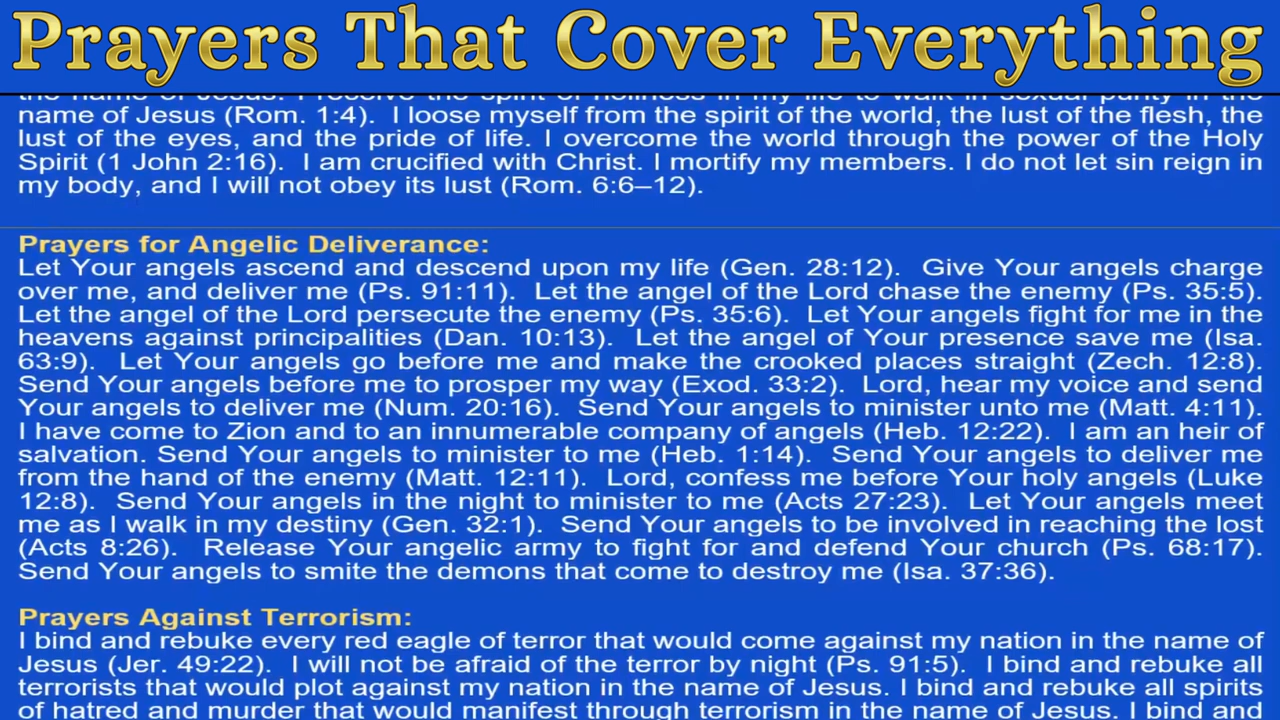 Prayers That Cover Everything
the name of Jesus. I receive the spirit of holiness in my life to walk in sexual purity in the
name of Jesus (Rom. 1:4). I loose myself from the spirit of the world, the lust of the flesh, the
lust of the eyes, and the pride of life. I overcome the world through the power of the Holy
Spirit (1 John 2:16). I am crucified with Christ. I mortify my members. I do not let sin reign in
my body, and I will not obey its lust (Rom. 6:6–12).
Prayers for Angelic Deliverance:
Let Your angels ascend and descend upon my life (Gen. 28:12). Give Your angels charge
over me, and deliver me (Ps. 91:11). Let the angel of the Lord chase the enemy (Ps. 35:5).
Let the angel of the Lord persecute the enemy (Ps. 35:6). Let Your angels fight for me in the
heavens against principalities (Dan. 10:13). Let the angel of Your presence save me (Isa.
63:9). Let Your angels go before me and make the crooked places straight (Zech. 12:8).
Send Your angels before me to prosper my way (Exod. 33:2). Lord, hear my voice and send
Your angels to deliver me (Num. 20:16). Send Your angels to minister unto me (Matt. 4:11).
I have come to Zion and to an innumerable company of angels (Heb. 12:22). I am an heir of
salvation. Send Your angels to minister to me (Heb. 1:14). Send Your angels to deliver me
from the hand of the enemy (Matt. 12:11). Lord, confess me before Your holy angels (Luke
12:8). Send Your angels in the night to minister to me (Acts 27:23). Let Your angels meet
me as I walk in my destiny (Gen. 32:1). Send Your angels to be involved in reaching the lost
(Acts 8:26). Release Your angelic army to fight for and defend Your church (Ps. 68:17).
Send Your angels to smite the demons that come to destroy me (Isa. 37:36).
Prayers Against Terrorism:
I bind and rebuke every red eagle of terror that would come against my nation in the name of
Jesus (Jer. 49:22). I will not be afraid of the terror by night (Ps. 91:5). I bind and rebuke all
terrorists that would plot against my nation in the name of Jesus. I bind and rebuke all spirits
of hatred and murder that would manifest through terrorism in the name of Jesus. I bind and